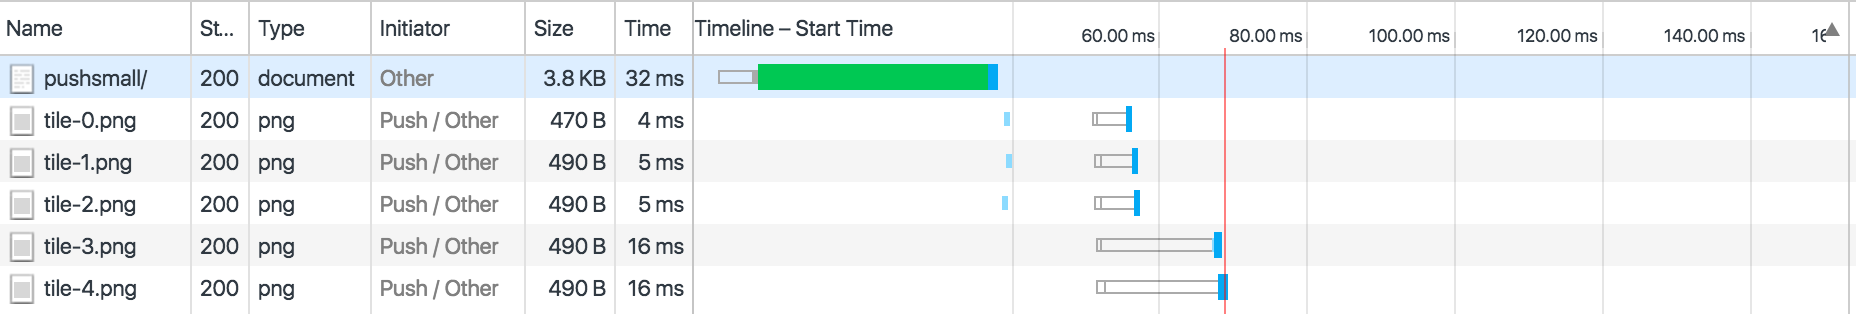 Name St... Type Initiator Size Time Timeline – Start Time 60.00 ms 80.00 ms 100.00 ms 120.00 ms 140.00 ms
pushsmall/ 200 document Other 3.8 KB 32 ms
tile-0.png 200 png Push / Other 470 B 4 ms
tile-1.png 200 png Push / Other 490 B 5 ms
tile-2.png 200 png Push / Other 490 B 5 ms
tile-3.png 200 png Push / Other 490 B 16 ms
tile-4.png 200 png Push / Other 490 B 16 ms